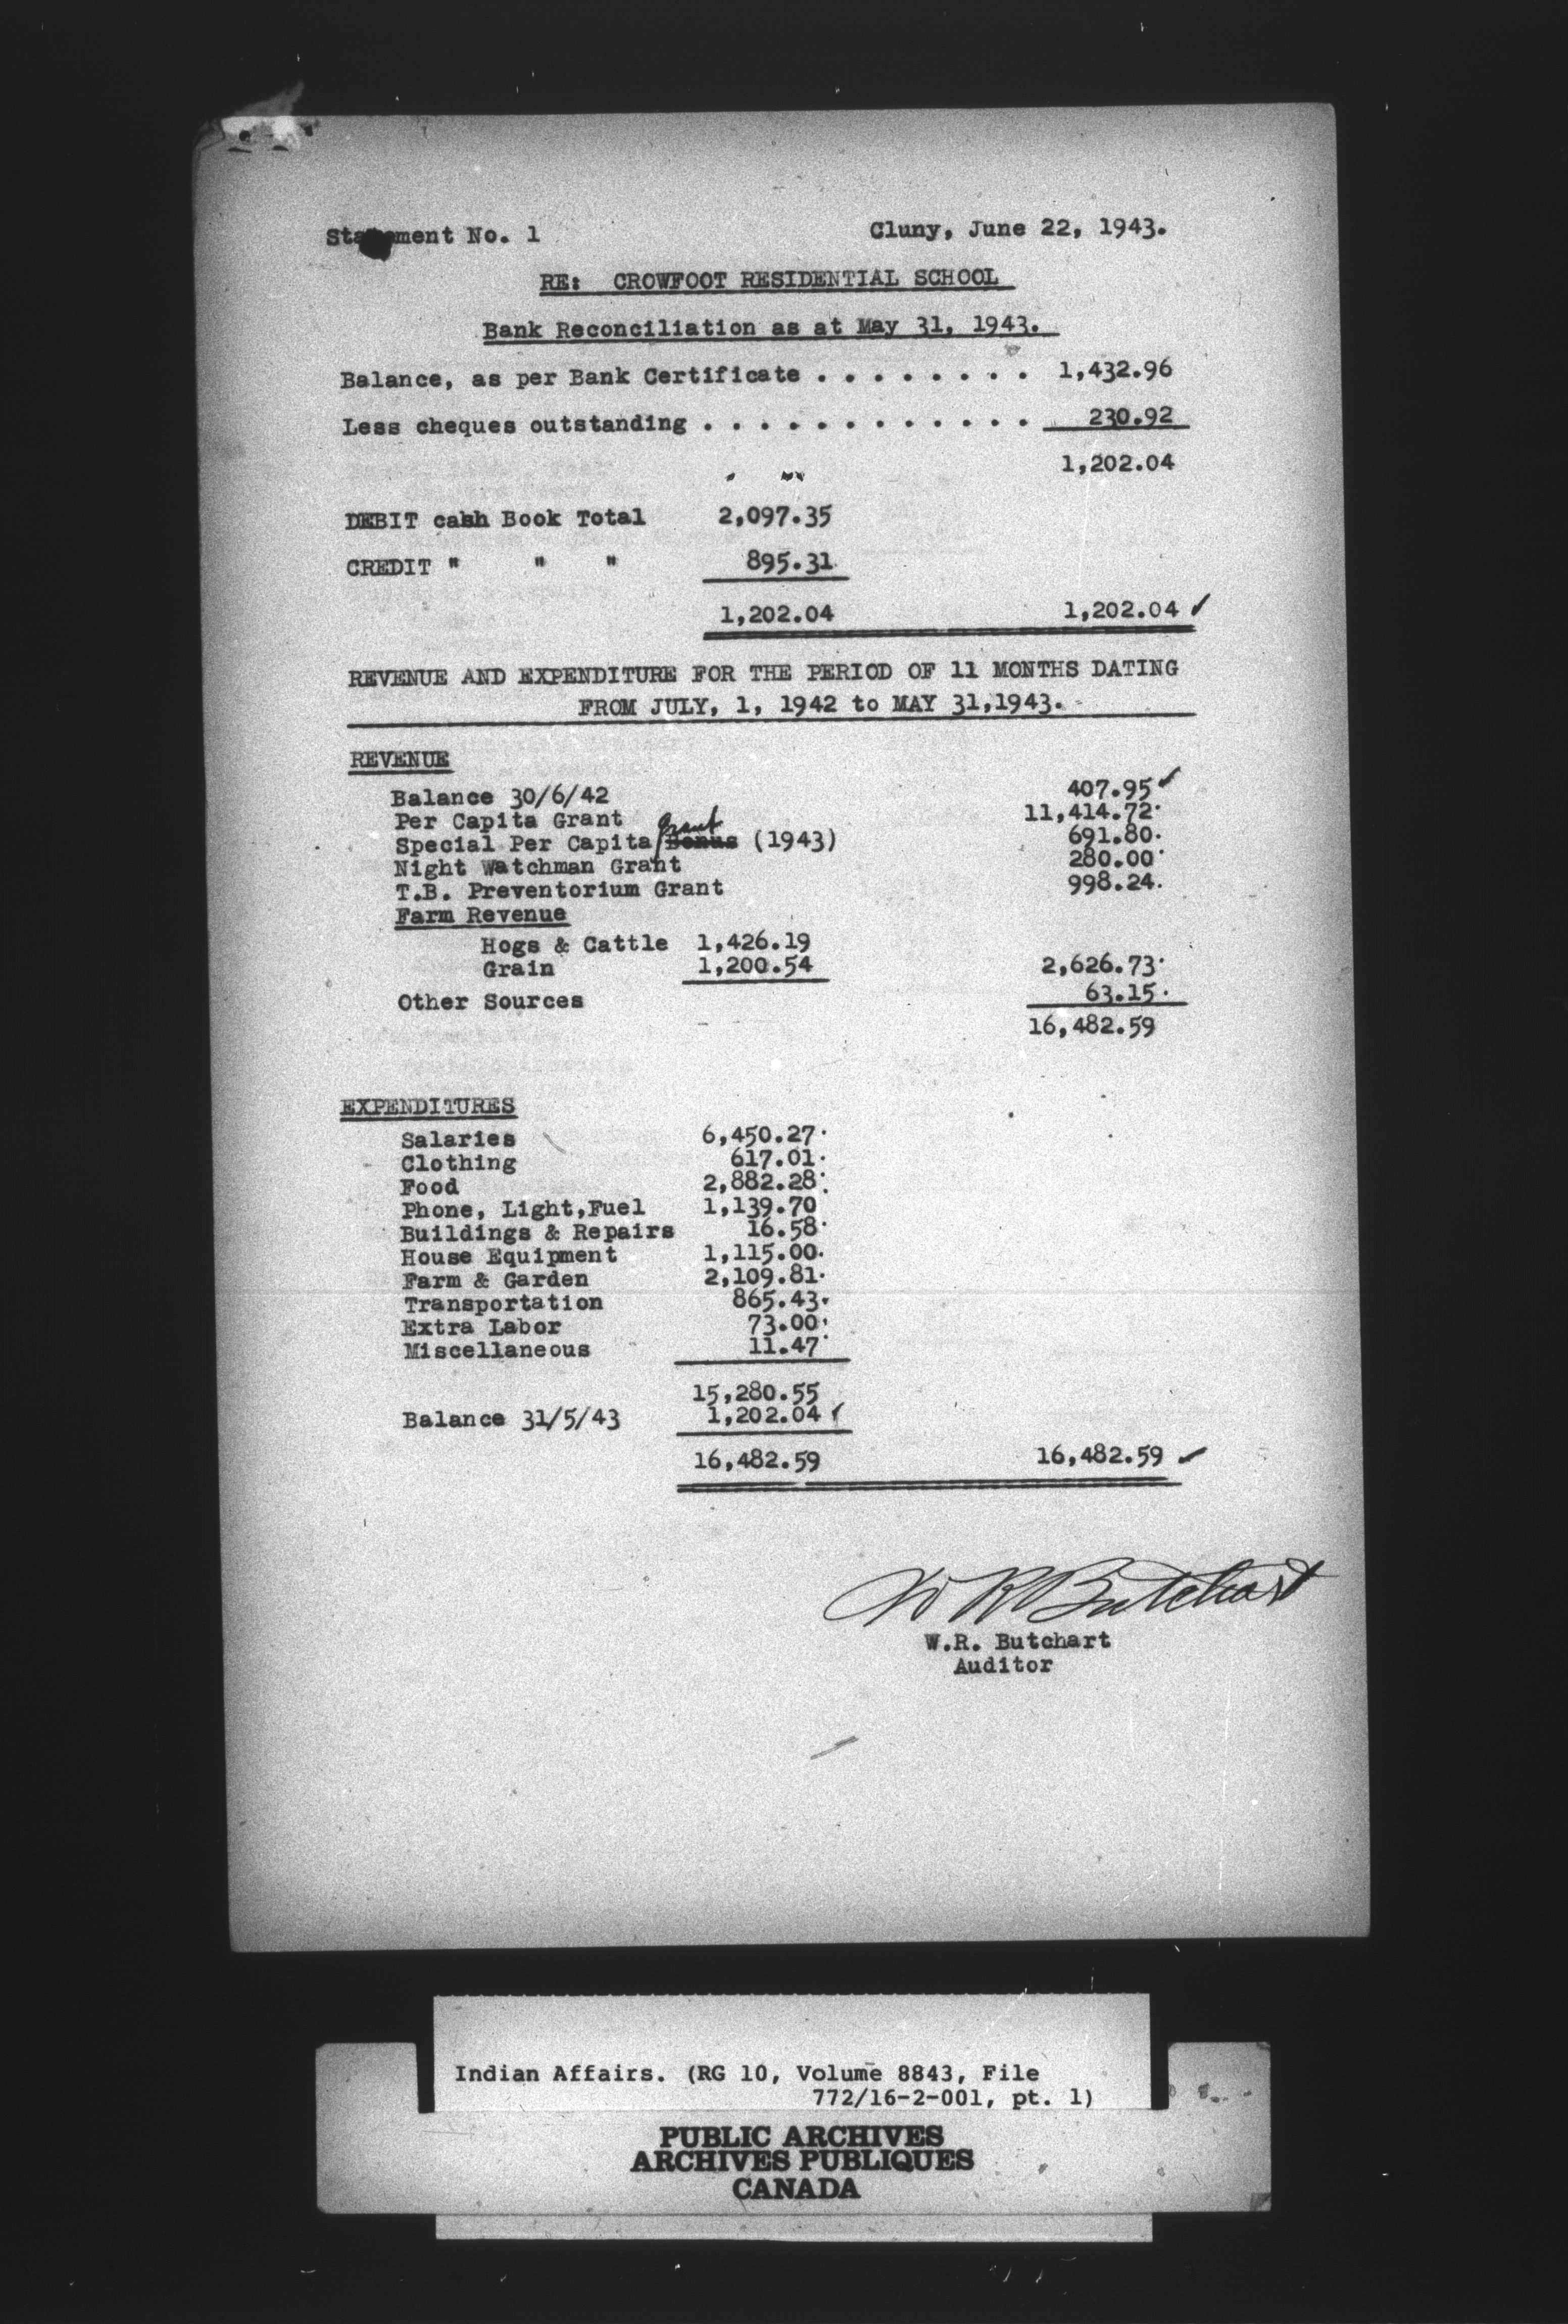 Statement No. 1 Cluny, June 22, 1943.
RE: CROWFOOT RESIDENTIAL SCHOOL
Bank Reconciliation as at May 31, 1943.
Balance, as per Bank Certificate . . . . . . . . 1,432.96
Less cheques outstanding . . . . . . . . . . . . 230.92
1,202.04
DEBIT cash Book Total 2,097.35
CREDIT " " " 895.31
1,202.04 1,202.04 ✓
REVENUE AND EXPENDITURE FOR THE PERIOD OF 11 MONTHS DATING
FROM JULY, 1, 1942 to MAY 31,1943.
REVENUE
Balance 30/6/42 407.95 ✓
Per Capita Grant 11,414.72
Special Per Capita / Grant Bonus (1943) 691.80
Night Watchman Grant 280.00
T.B. Preventorium Grant 998.24
Farm Revenue
Hogs & Cattle 1,426.19
Grain 1,200.54 2,626.73
Other Sources 63.15
16,482.59
EXPENDITURES
Salaries 6,450.27
Clothing 617.01
Food 2,882.28
Phone, Light,Fuel 1,139.70
Buildings & Repairs 16.58
House Equipment 1,115.00
Farm & Garden 2,109.81
Transportation 865.43
Extra Labor 73.00
Miscellaneous 11.47
15,280.55
Balance 31/5/43 1,202.04 ✓
16,482.59 16,482.59 ✓
W R Butchart
W.R. Butchart
Auditor
Indian Affairs. (RG 10, Volume 8843, File
772/16-2-001, pt. 1)
PUBLIC ARCHIVES
ARCHIVES PUBLIQUES
CANADA